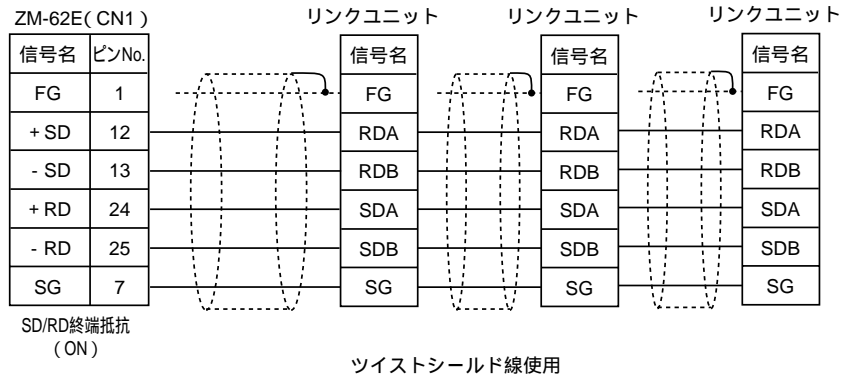 ZM-62E(CN1)
信号名 ピンNo.
FG 1
+SD 12
-SD 13
+RD 24
-RD 25
SG 7
SD/RD終端抵抗
(ON)
リンクユニット
信号名
FG
RDA
RDB
SDA
SDB
SG
リンクユニット
信号名
FG
RDA
RDB
SDA
SDB
SG
リンクユニット
信号名
FG
RDA
RDB
SDA
SDB
SG
ツイストシールド線使用